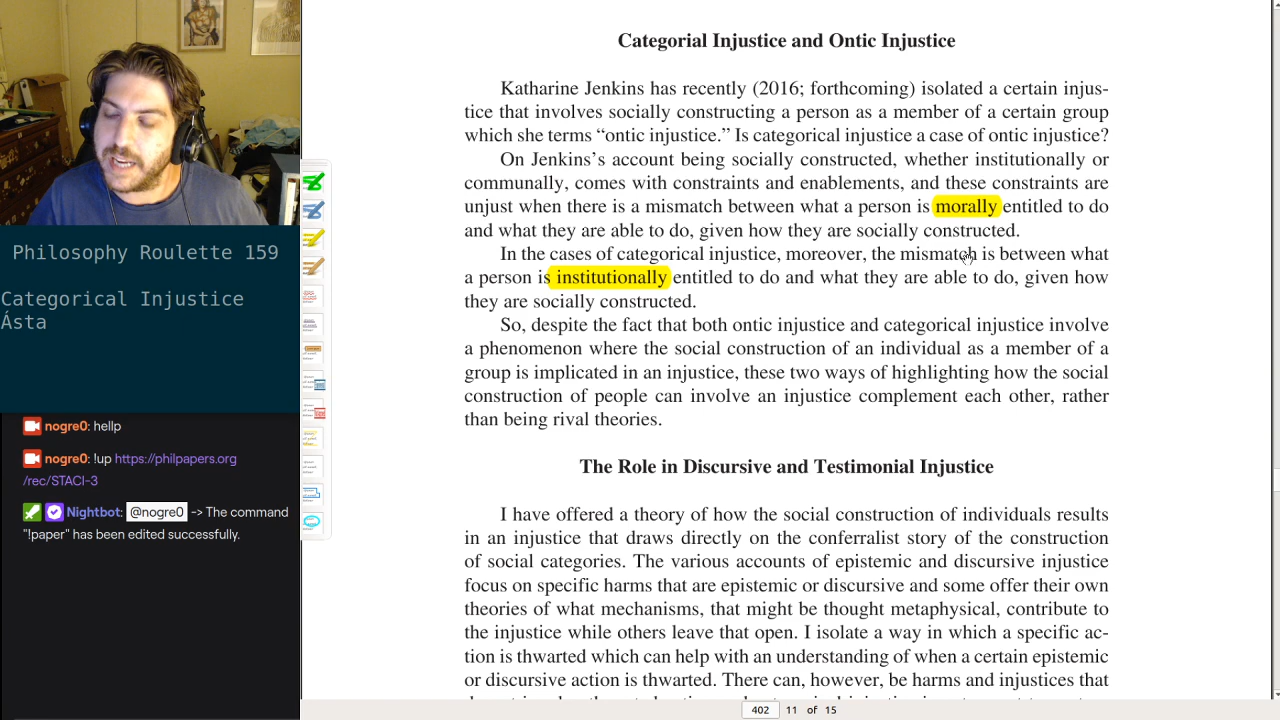 Philosophy Roulette 159
Categorical Injustice
Ásta
nogre0: hellp
nogre0: !up https://philpapers.org
/rec/STACI-3
Nightbot: @nogre0 -> The command
"!paper" has been edited successfully.
Categorial Injustice and Ontic Injustice
Katharine Jenkins has recently (2016; forthcoming) isolated a certain injus-
tice that involves socially constructing a person as a member of a certain group
which she terms “ontic injustice.” Is categorical injustice a case of ontic injustice?
On Jenkins’s account being socially constructed, whether institutionally or
communally, comes with constraints and enablements, and these constraints are
unjust when there is a mismatch between what a person is morally entitled to do
and what they are able to do, given how they are socially constructed.
In the cases of categorical injustice, moreover, the mismatch is between what
a person is institutionally entitled to do and what they are able to do given how
they are socially constructed.
So, despite the fact that both ontic injustice and categorical injustice involve
a phenomenon where the social construction of an individual as a member of a
group is implicated in an injustice, these two ways of highlighting how the social
construction of people can involve an injustice complement each other, rather
than being rival theories.
The Role of Discursive and Testimonial Injustice
I have offered a theory of how the social construction of individuals results
in an injustice that draws directly on the conferralist story of the construction
of social categories. The various accounts of epistemic and discursive injustice
focus on specific harms that are epistemic or discursive and some offer their own
theories of what mechanisms, that might be thought metaphysical, contribute to
the injustice while others leave that open. I isolate a way in which a specific ac-
tion is thwarted which can help with an understanding of when a certain epistemic
or discursive action is thwarted. There can, however, be harms and injustices that
402 11 of 15